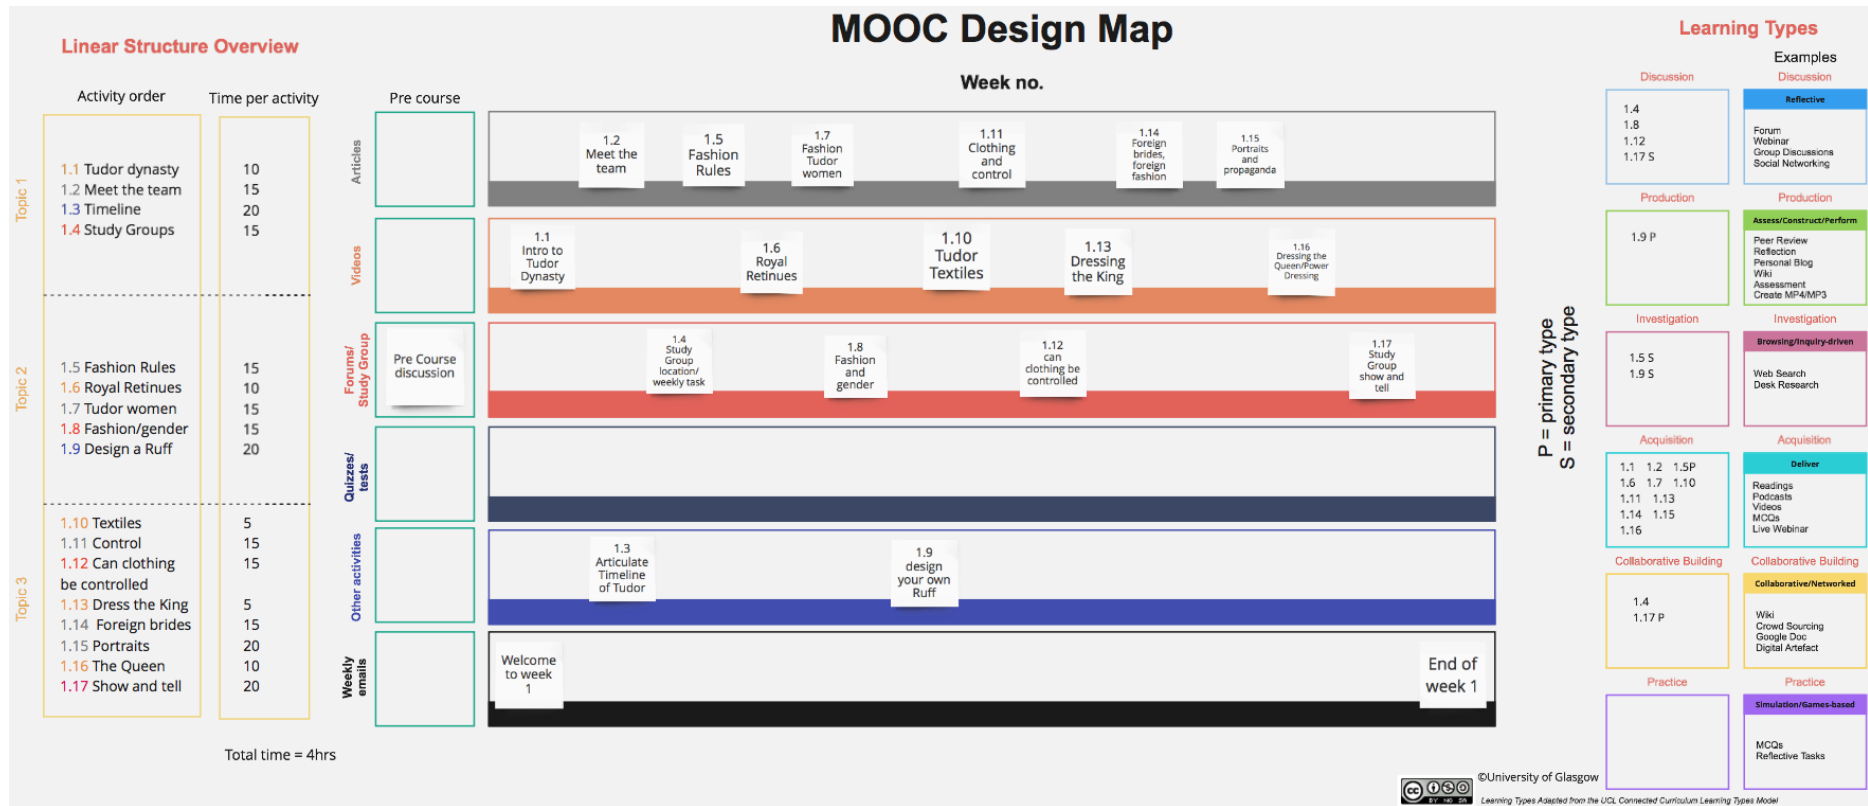 MOOC Design Map
Linear Structure Overview
Activity order
Time per activity
Topic 1
1.1 Tudor dynasty 10
1.2 Meet the team 15
1.3 Timeline 20
1.4 Study Groups 15
Topic 2
1.5 Fashion Rules 15
1.6 Royal Retinues 10
1.7 Tudor women 15
1.8 Fashion/gender 15
1.9 Design a Ruff 20
Topic 3
1.10 Textiles 5
1.11 Control 15
1.12 Can clothing 15
be controlled
1.13 Dress the King 5
1.14 Foreign brides 15
1.15 Portraits 20
1.16 The Queen 10
1.17 Show and tell 20
Total time = 4hrs
Pre course
Week no.
Articles
1.2
Meet the
team
1.5
Fashion
Rules
1.7
Fashion
Tudor
women
1.11
Clothing
and
control
1.14
Foreign
brides,
foreign
fashion
1.15
Portraits
and
propaganda
Videos
1.1
Intro to
Tudor
Dynasty
1.6
Royal
Retinues
1.10
Tudor
Textiles
1.13
Dressing
the King
1.16
Dressing the
Queen/Power
Dressing
Forums/
Study Group
Pre Course
discussion
1.4
Study
Group
location/
weekly task
1.8
Fashion
and
gender
1.12
can
clothing be
controlled
1.17
Study
Group
show and
tell
Quizzes/
tests
Other activities
1.3
Articulate
Timeline
of Tudor
1.9
design
your own
Ruff
Weekly
emails
Welcome
to week
1
End of
week 1
P = primary type
S = secondary type
Learning Types
Examples
Discussion
1.4
1.8
1.12
1.17 S
Discussion
Reflective
Forum
Webinar
Group Discussions
Social Networking
Production
1.9 P
Production
Assess/Construct/Perform
Peer Review
Reflection
Personal Blog
Wiki
Assessment
Create MP4/MP3
Investigation
1.5 S
1.9 S
Investigation
Browsing/Inquiry-driven
Web Search
Desk Research
Acquisition
1.1 1.2 1.5P
1.6 1.7 1.10
1.11 1.13
1.14 1.15
1.16
Acquisition
Deliver
Readings
Podcasts
Videos
MCQs
Live Webinar
Collaborative Building
1.4
1.17 P
Collaborative Building
Collaborative/Networked
Wiki
Crowd Sourcing
Google Doc
Digital Artefact
Practice
Practice
Simulation/Games-based
MCQs
Reflective Tasks
cc
BY NC SA
©University of Glasgow
Learning Types Adapted from the UCL Connected Curriculum Learning Types Model